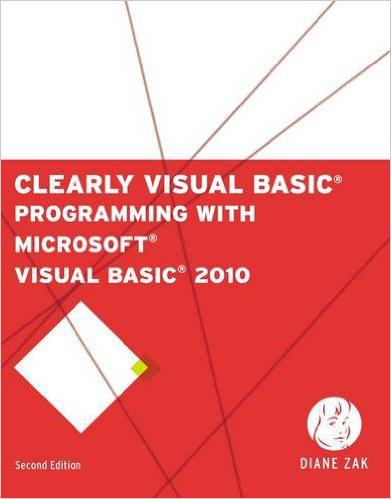 CLEARLY VISUAL BASIC®
PROGRAMMING WITH
MICROSOFT®
VISUAL BASIC® 2010
Second Edition
DIANE ZAK